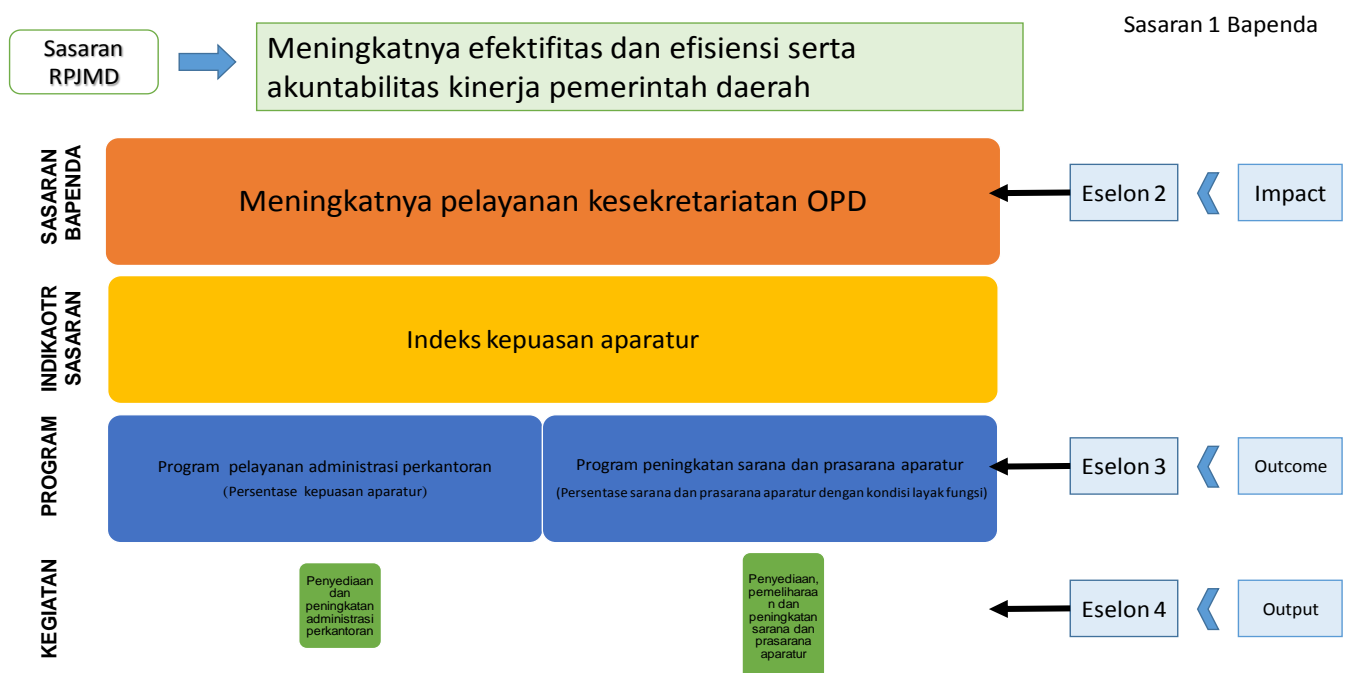 Sasaran 1 Bapenda
Sasaran
RPJMD
Meningkatnya efektifitas dan efisiensi serta
akuntabilitas kinerja pemerintah daerah
SASARAN
BAPENDA
Meningkatnya pelayanan kesekretariatan OPD
Eselon 2
Impact
INDIKAOTR
SASARAN
Indeks kepuasan aparatur
PROGRAM
Program pelayanan administrasi perkantoran
(Persentase kepuasan aparatur)
Program peningkatan sarana dan prasarana aparatur
(Persentase sarana dan prasarana aparatur dengan kondisi layak fungsi)
Eselon 3
Outcome
KEGIATAN
Penyediaan
dan
peningkatan
administrasi
perkantoran
Penyediaan,
pemeliharaa
n dan
peningkatan
sarana dan
prasarana
aparatur
Eselon 4
Output